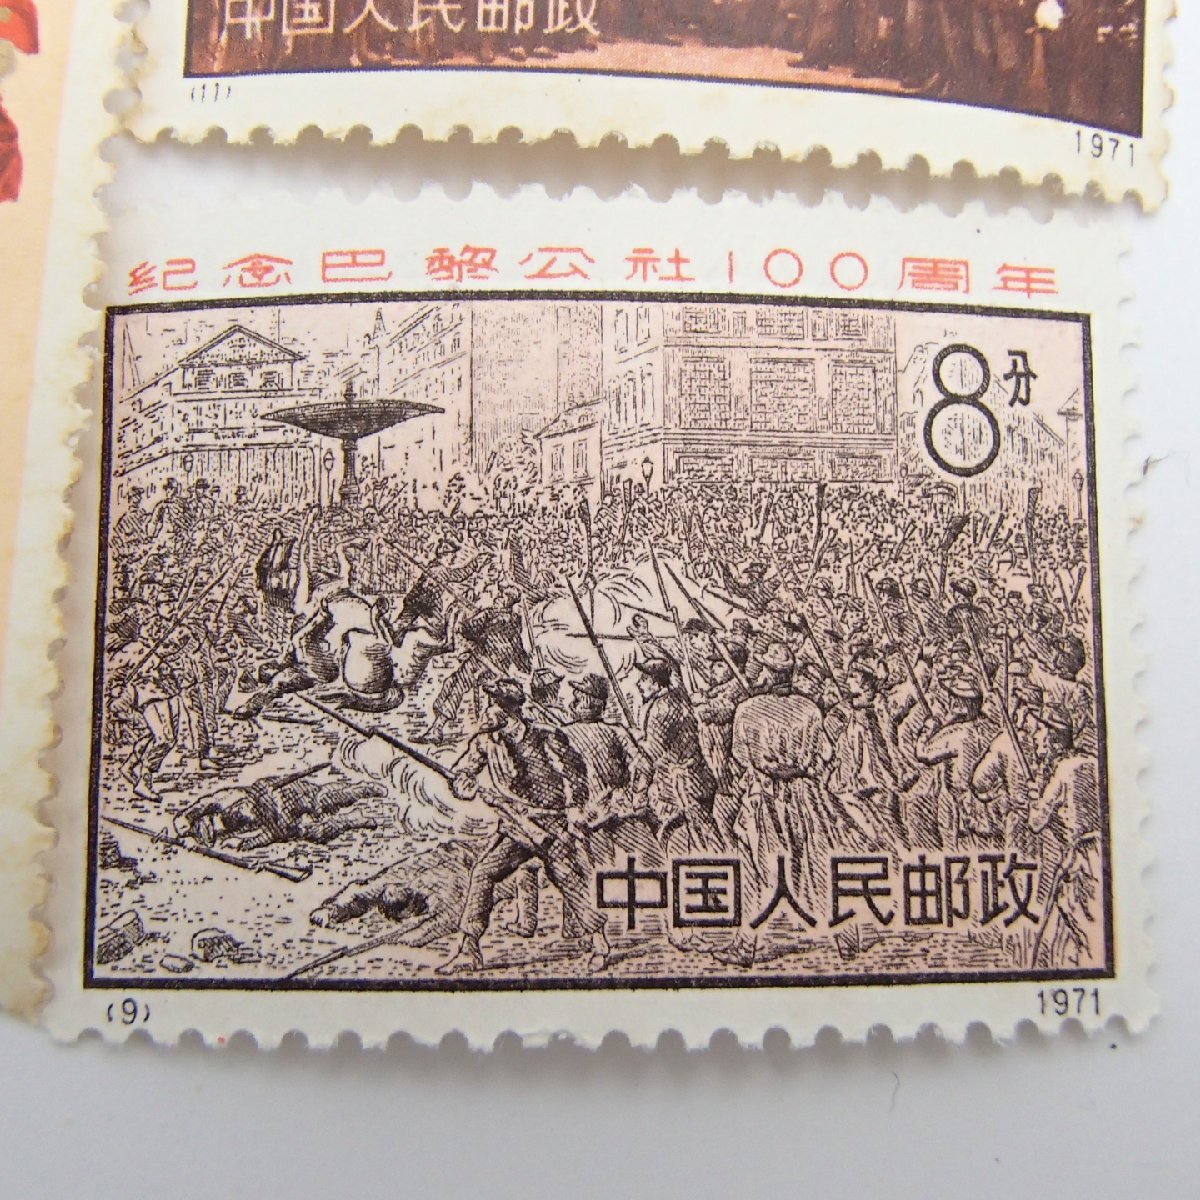 中国人民邮政
(11)
1971
纪念巴黎公社100周年
8分
中国人民邮政
(9)
1971